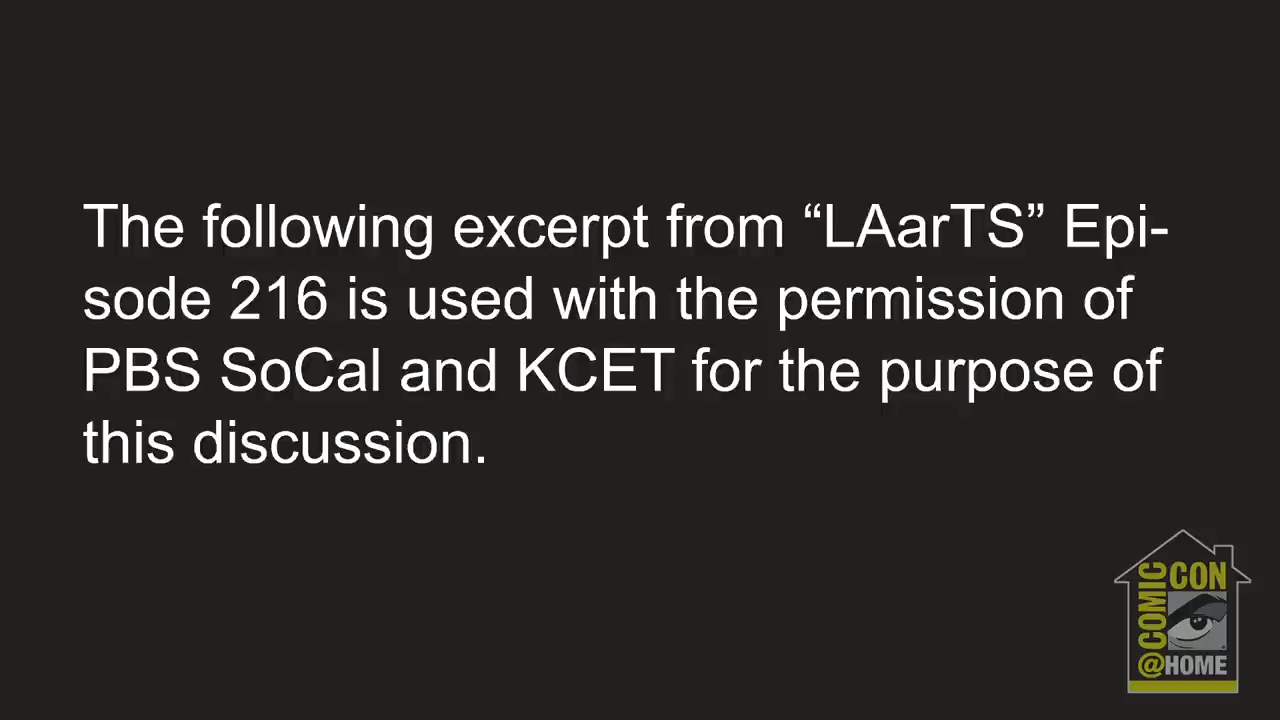 The following excerpt from “LAarTS” Epi-
sode 216 is used with the permission of
PBS SoCal and KCET for the purpose of
this discussion.
COMIC
CON
@HOME